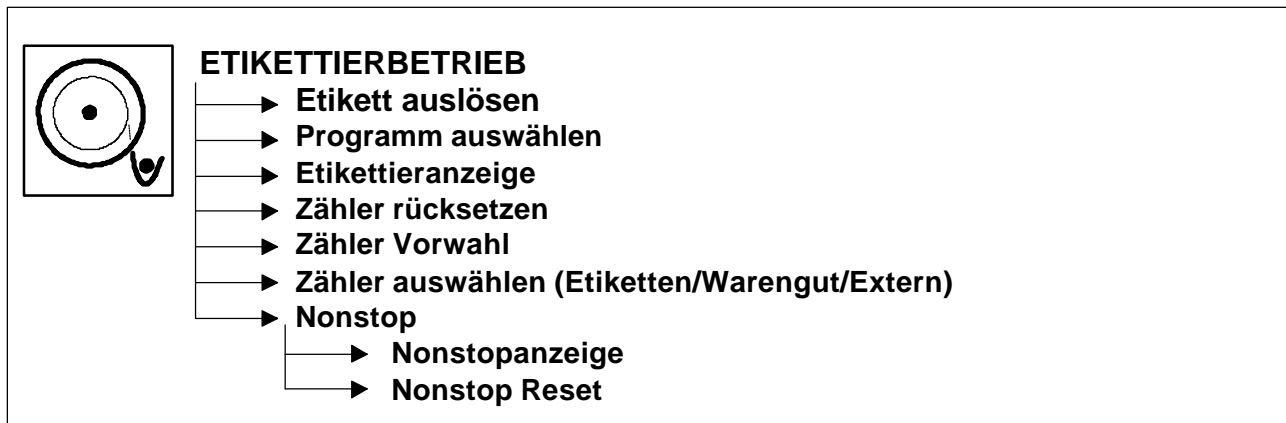 ETIKETTIERBETRIEB
Etikett auslösen
Programm auswählen
Etikettieranzeige
Zähler rücksetzen
Zähler Vorwahl
Zähler auswählen (Etiketten/Warengut/Extern)
Nonstop
Nonstopanzeige
Nonstop Reset